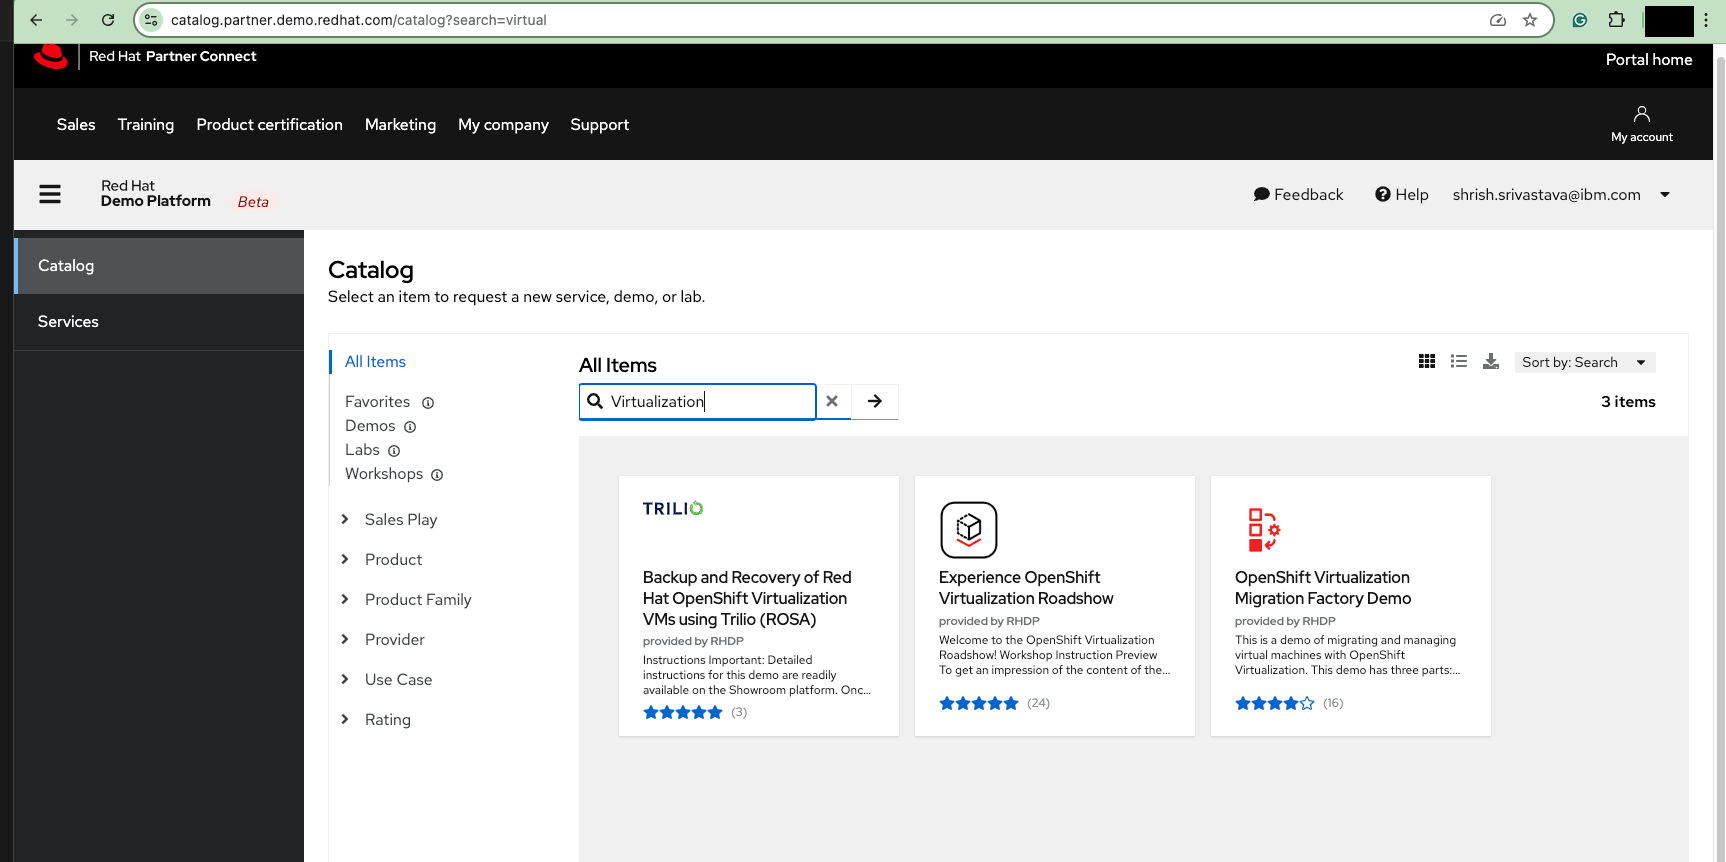 catalog.partner.demo.redhat.com/catalog?search=virtual
Red Hat Partner Connect
Portal home
Sales Training Product certification Marketing My company Support
My account
Red Hat
Demo Platform Beta
Feedback Help shrish.srivastava@ibm.com
Catalog
Services
Catalog
Select an item to request a new service, demo, or lab.
All Items
Favorites
Demos
Labs
Workshops
Sales Play
Product
Product Family
Provider
Use Case
Rating
All Items
Sort by: Search
Virtualization
3 items
TRILIO
Backup and Recovery of Red
Hat OpenShift Virtualization
VMs using Trilio (ROSA)
provided by RHDP
Instructions Important: Detailed
instructions for this demo are readily
available on the Showroom platform. Onc...
(3)
Experience OpenShift
Virtualization Roadshow
provided by RHDP
Welcome to the OpenShift Virtualization
Roadshow! Workshop Instruction Preview
To get an impression of the content of the...
(24)
OpenShift Virtualization
Migration Factory Demo
provided by RHDP
This is a demo of migrating and managing
virtual machines with OpenShift
Virtualization. This demo has three parts:...
(16)